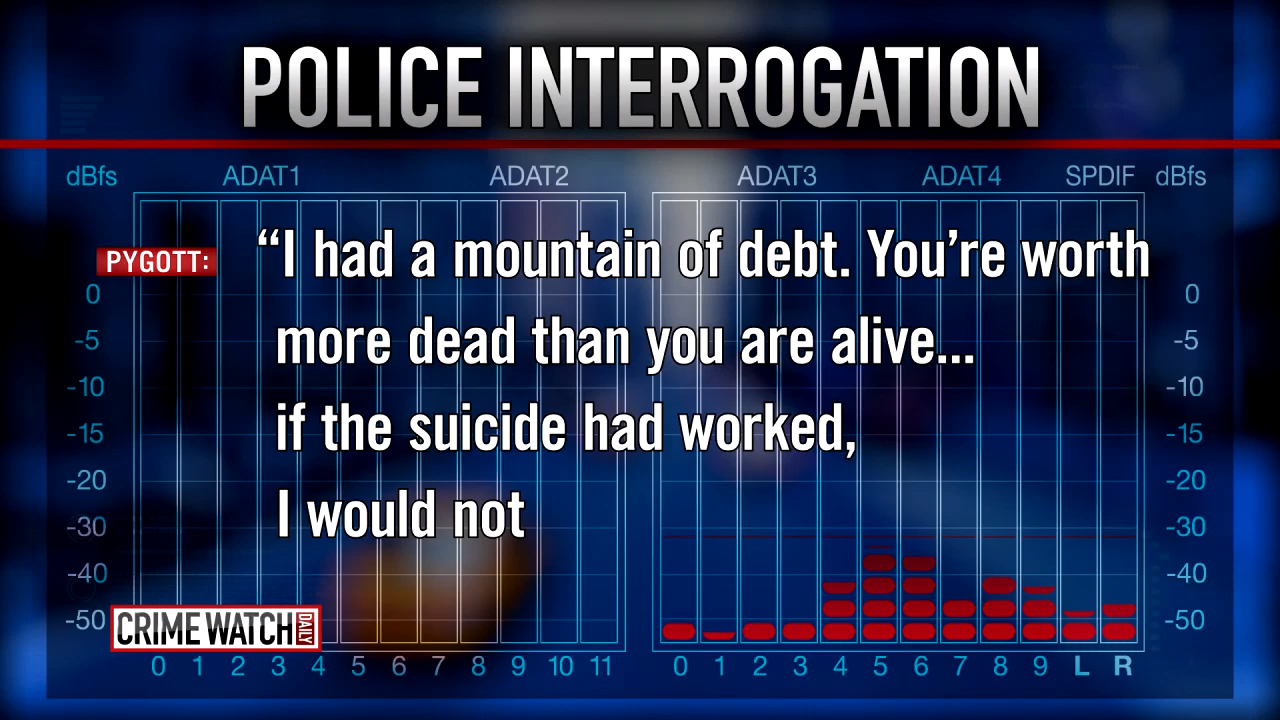 POLICE INTERROGATION
dBfs ADAT1 ADAT2 ADAT3 ADAT4 SPDIF dBfs
PYGOTT: “I had a mountain of debt. You’re worth
0 0
more dead than you are alive...
-5 -5
-10 -10
if the suicide had worked,
-15 -15
-20 -20
I would not
-30 -30
-40 -40
-50 -50
CRIME WATCH DAILY
0 1 2 3 4 5 6 7 8 9 10 11 0 1 2 3 4 5 6 7 8 9 L R